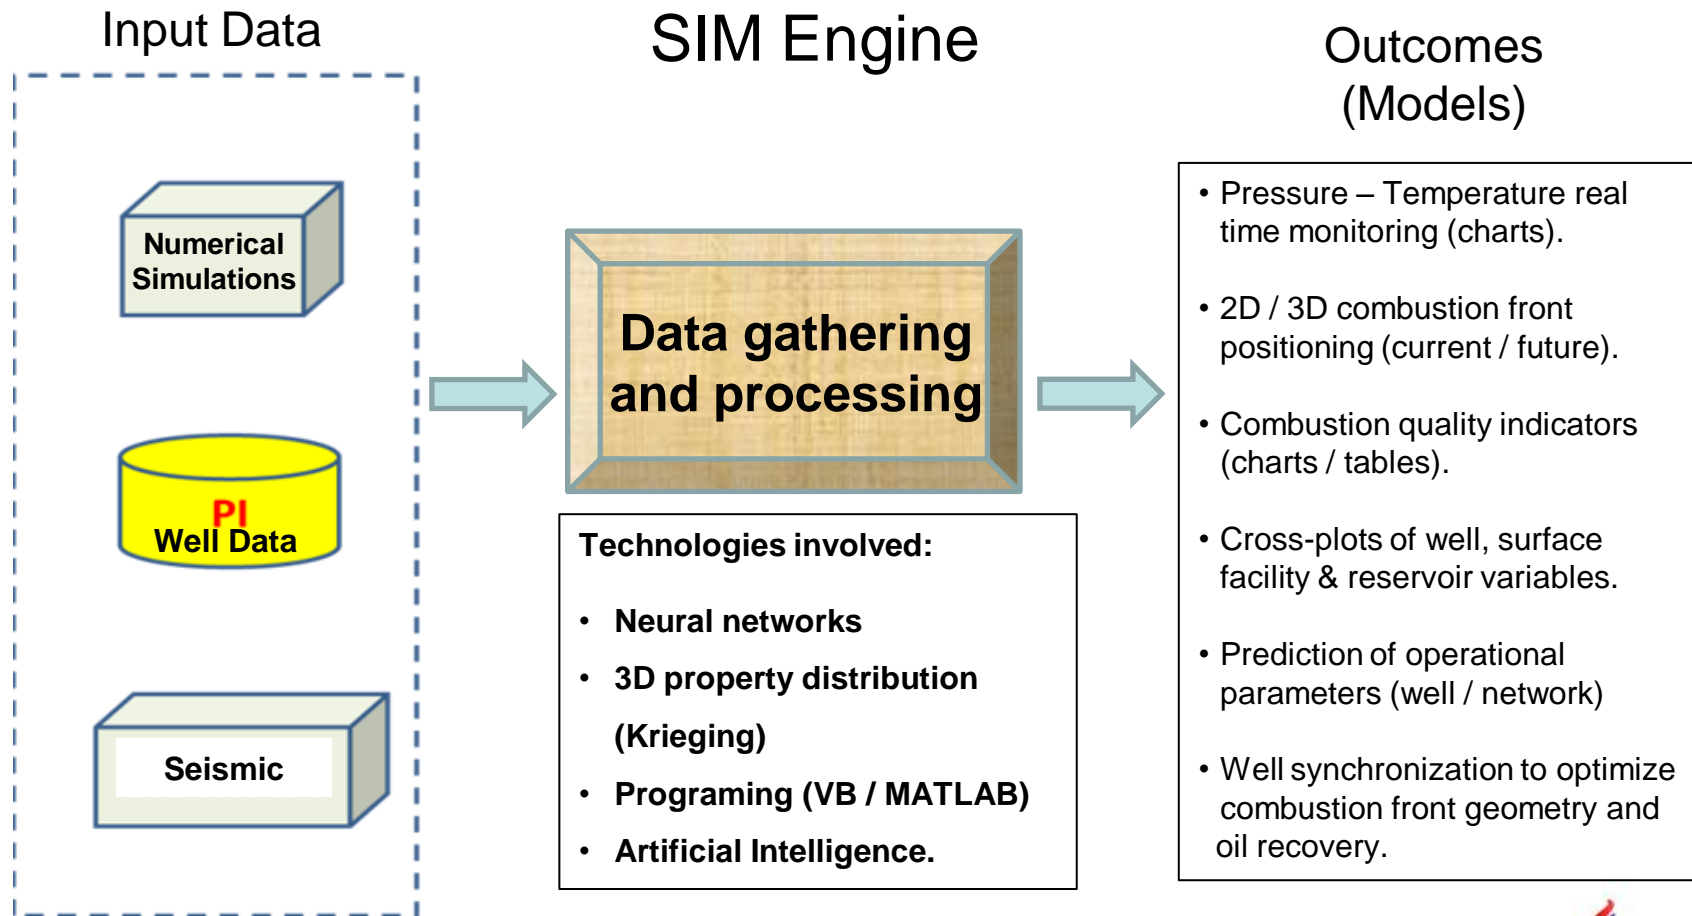 Input Data
SIM Engine
Outcomes
(Models)
Numerical
Simulations
PI
Well Data
Seismic
Data gathering
and processing
Technologies involved:
• Neural networks
• 3D property distribution
(Krieging)
• Programing (VB / MATLAB)
• Artificial Intelligence.
• Pressure – Temperature real
time monitoring (charts).
• 2D / 3D combustion front
positioning (current / future).
• Combustion quality indicators
(charts / tables).
• Cross-plots of well, surface
facility & reservoir variables.
• Prediction of operational
parameters (well / network)
• Well synchronization to optimize
combustion front geometry and
oil recovery.